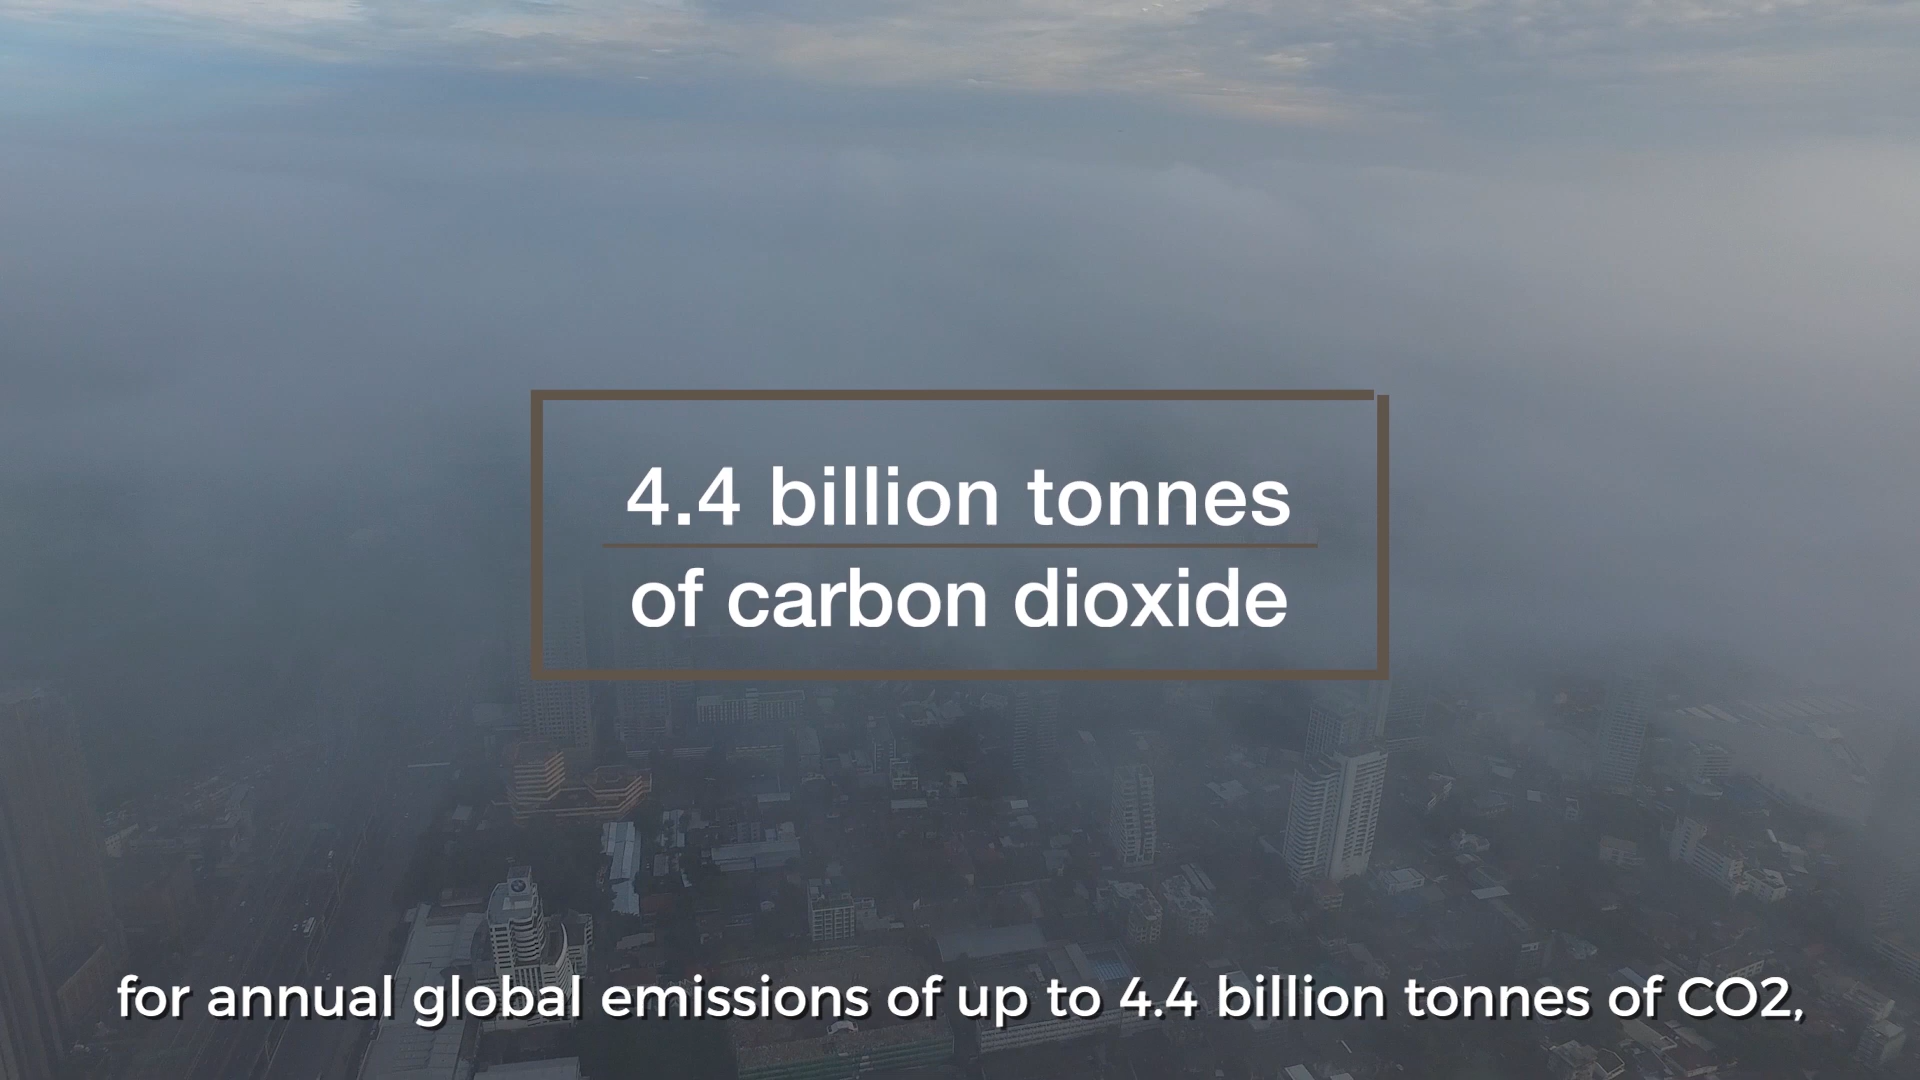 4.4 billion tonnes
of carbon dioxide
for annual global emissions of up to 4.4 billion tonnes of CO2,